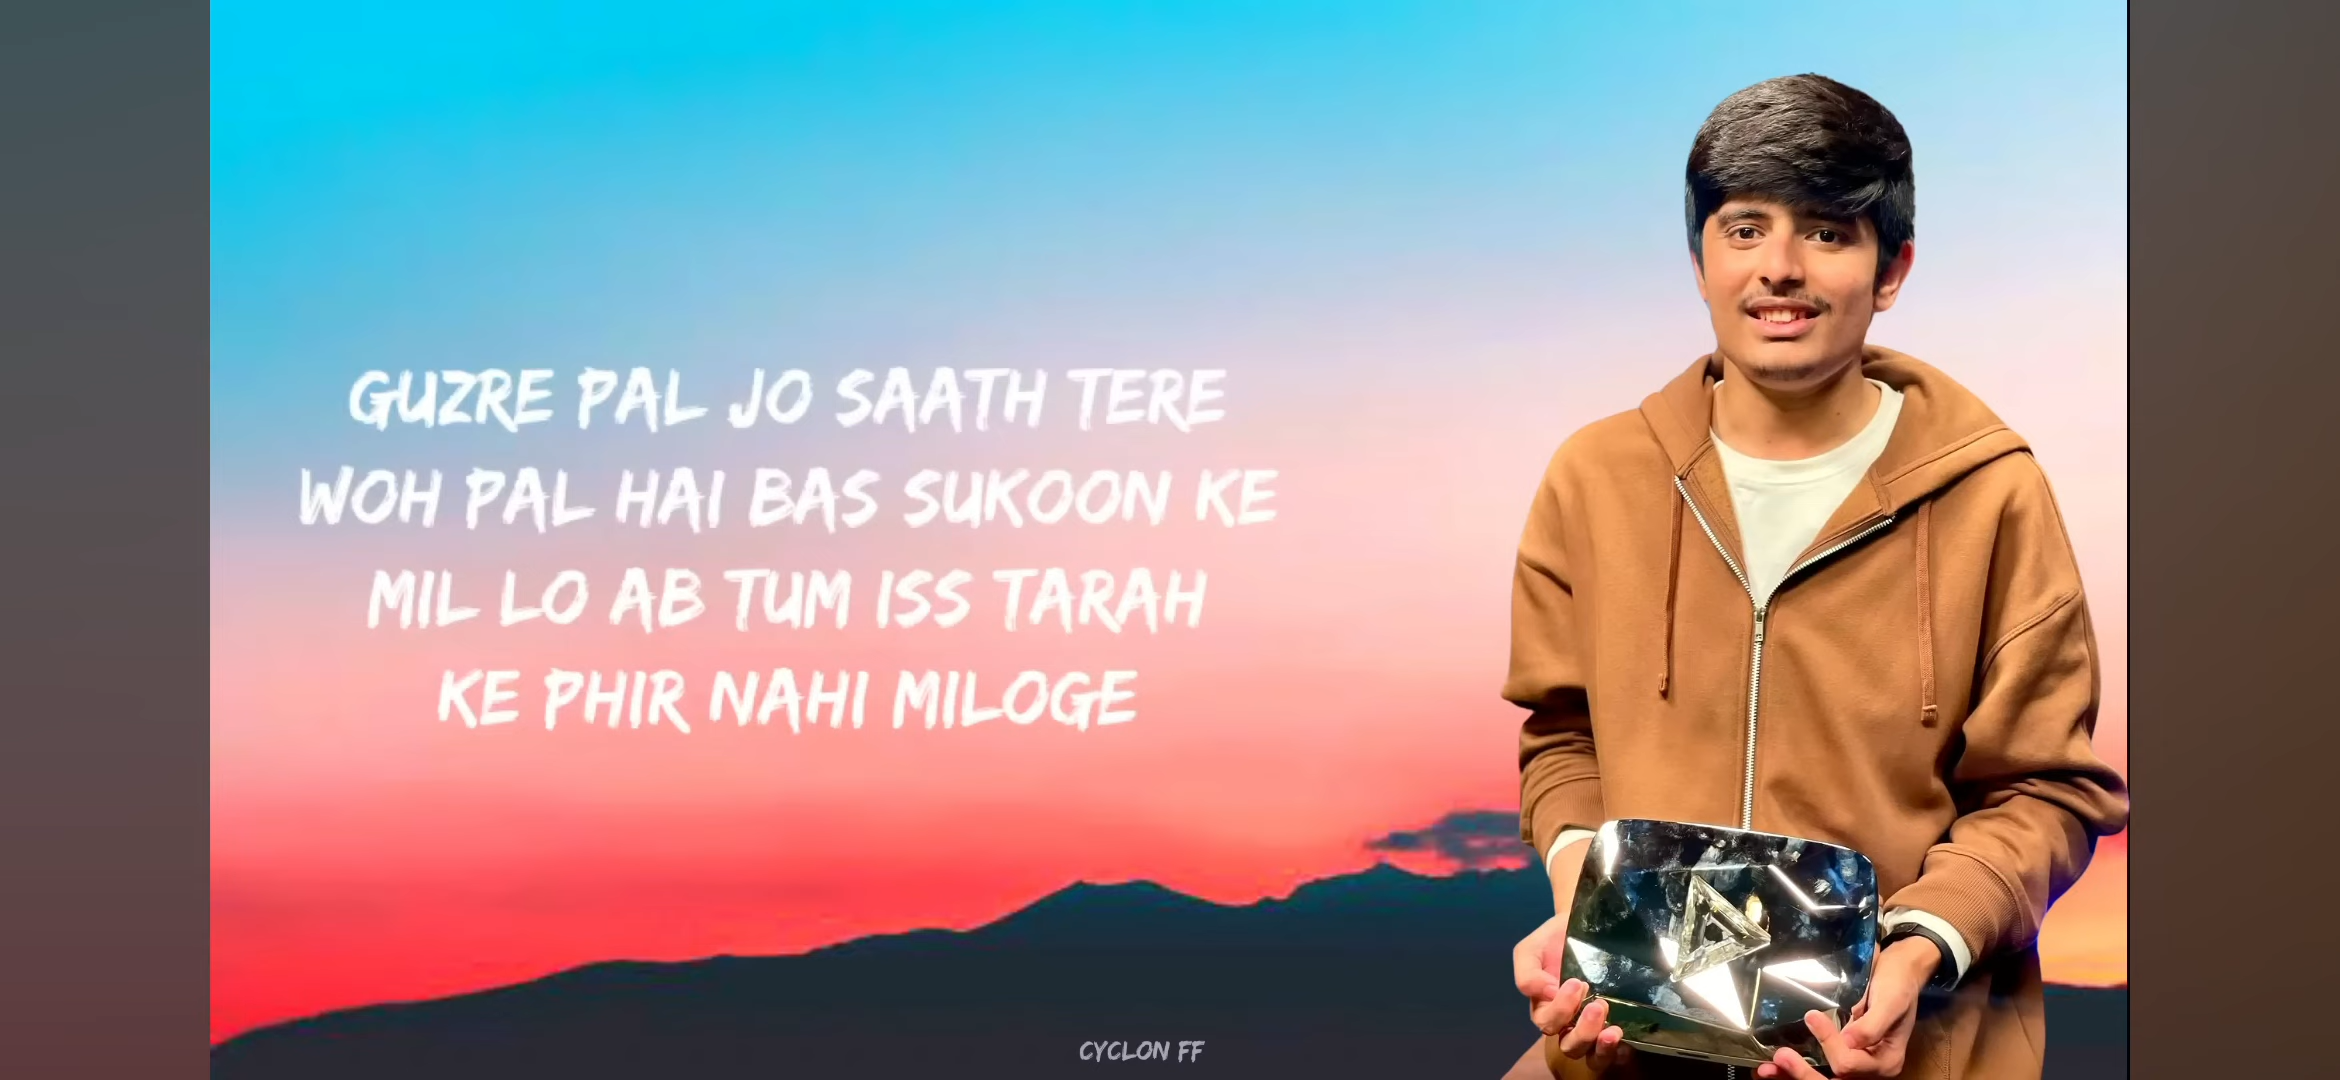 GUZRE PAL JO SAATH TERE
WOH PAL HAI BAS SUKOON KE
MIL LO AB TUM ISS TARAH
KE PHIR NAHI MILOGE
CYCLON FF